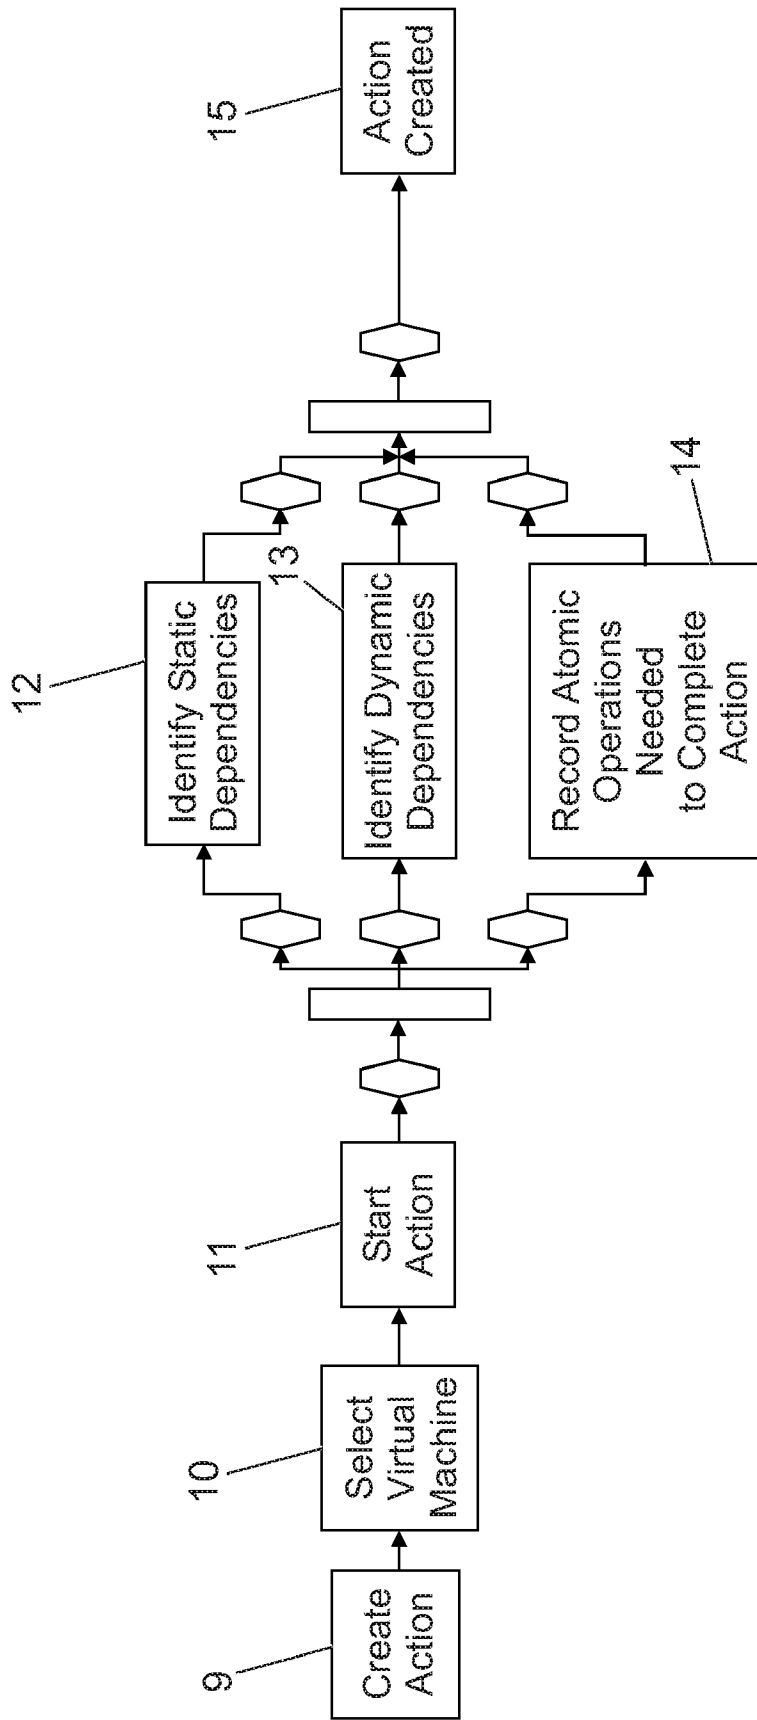 9
Create
Action
10
Select
Virtual
Machine
11
Start
Action
12
Identify Static
Dependencies
13
Identify Dynamic
Dependencies
14
Record Atomic
Operations
Needed
to Complete
Action
15
Action
Created